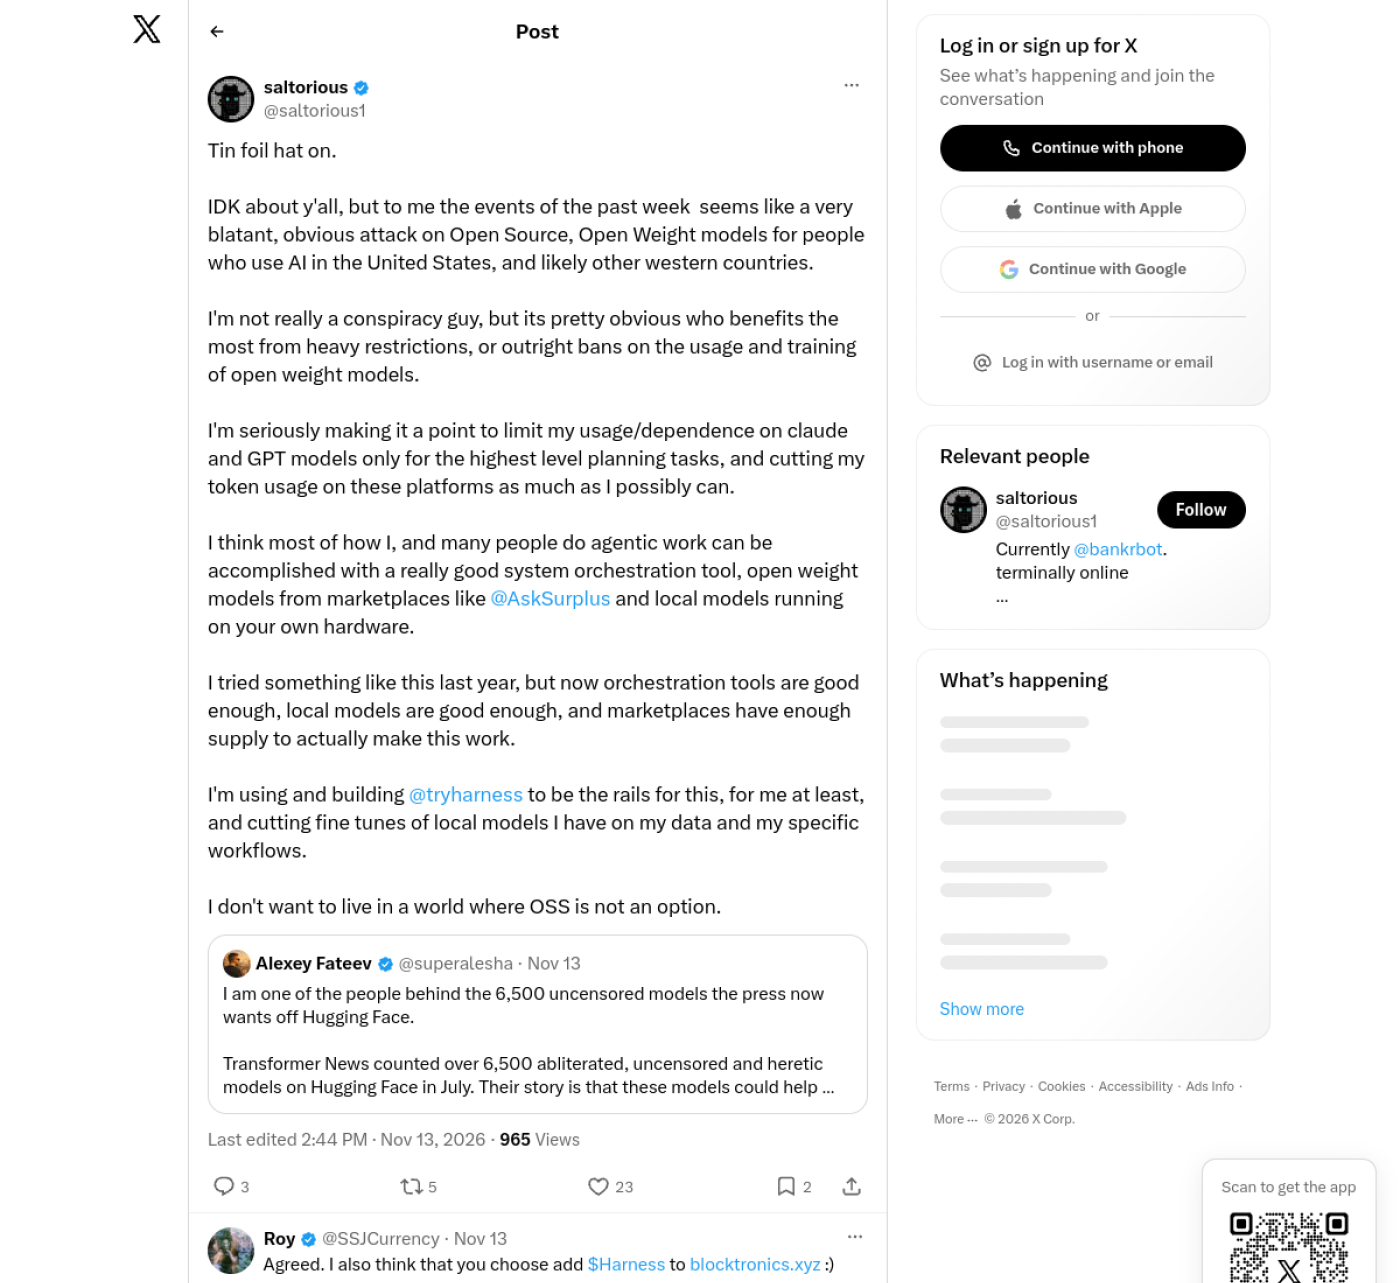 Post
saltorious
@saltorious1
Tin foil hat on.
IDK about y'all, but to me the events of the past week  seems like a very
blatant, obvious attack on Open Source, Open Weight models for people
who use AI in the United States, and likely other western countries.
I'm not really a conspiracy guy, but its pretty obvious who benefits the
most from heavy restrictions, or outright bans on the usage and training
of open weight models.
I'm seriously making it a point to limit my usage/dependence on claude
and GPT models only for the highest level planning tasks, and cutting my
token usage on these platforms as much as I possibly can.
I think most of how I, and many people do agentic work can be
accomplished with a really good system orchestration tool, open weight
models from marketplaces like @AskSurplus and local models running
on your own hardware.
I tried something like this last year, but now orchestration tools are good
enough, local models are good enough, and marketplaces have enough
supply to actually make this work.
I'm using and building @tryharness to be the rails for this, for me at least,
and cutting fine tunes of local models I have on my data and my specific
workflows.
I don't want to live in a world where OSS is not an option.
Alexey Fateev @superalesha · Nov 13
I am one of the people behind the 6,500 uncensored models the press now
wants off Hugging Face.
Transformer News counted over 6,500 abliterated, uncensored and heretic
models on Hugging Face in July. Their story is that these models could help ...
Last edited 2:44 PM · Nov 13, 2026 · 965 Views
3 5 23 2
Roy @SSJCurrency · Nov 13
Agreed. I also think that you choose add $Harness to blocktronics.xyz :)
Log in or sign up for X
See what’s happening and join the
conversation
Continue with phone
Continue with Apple
Continue with Google
or
Log in with username or email
Relevant people
saltorious
@saltorious1
Follow
Currently @bankrbot.
terminally online
...
What’s happening
Show more
Terms · Privacy · Cookies · Accessibility · Ads Info ·
More ··· © 2026 X Corp.
Scan to get the app